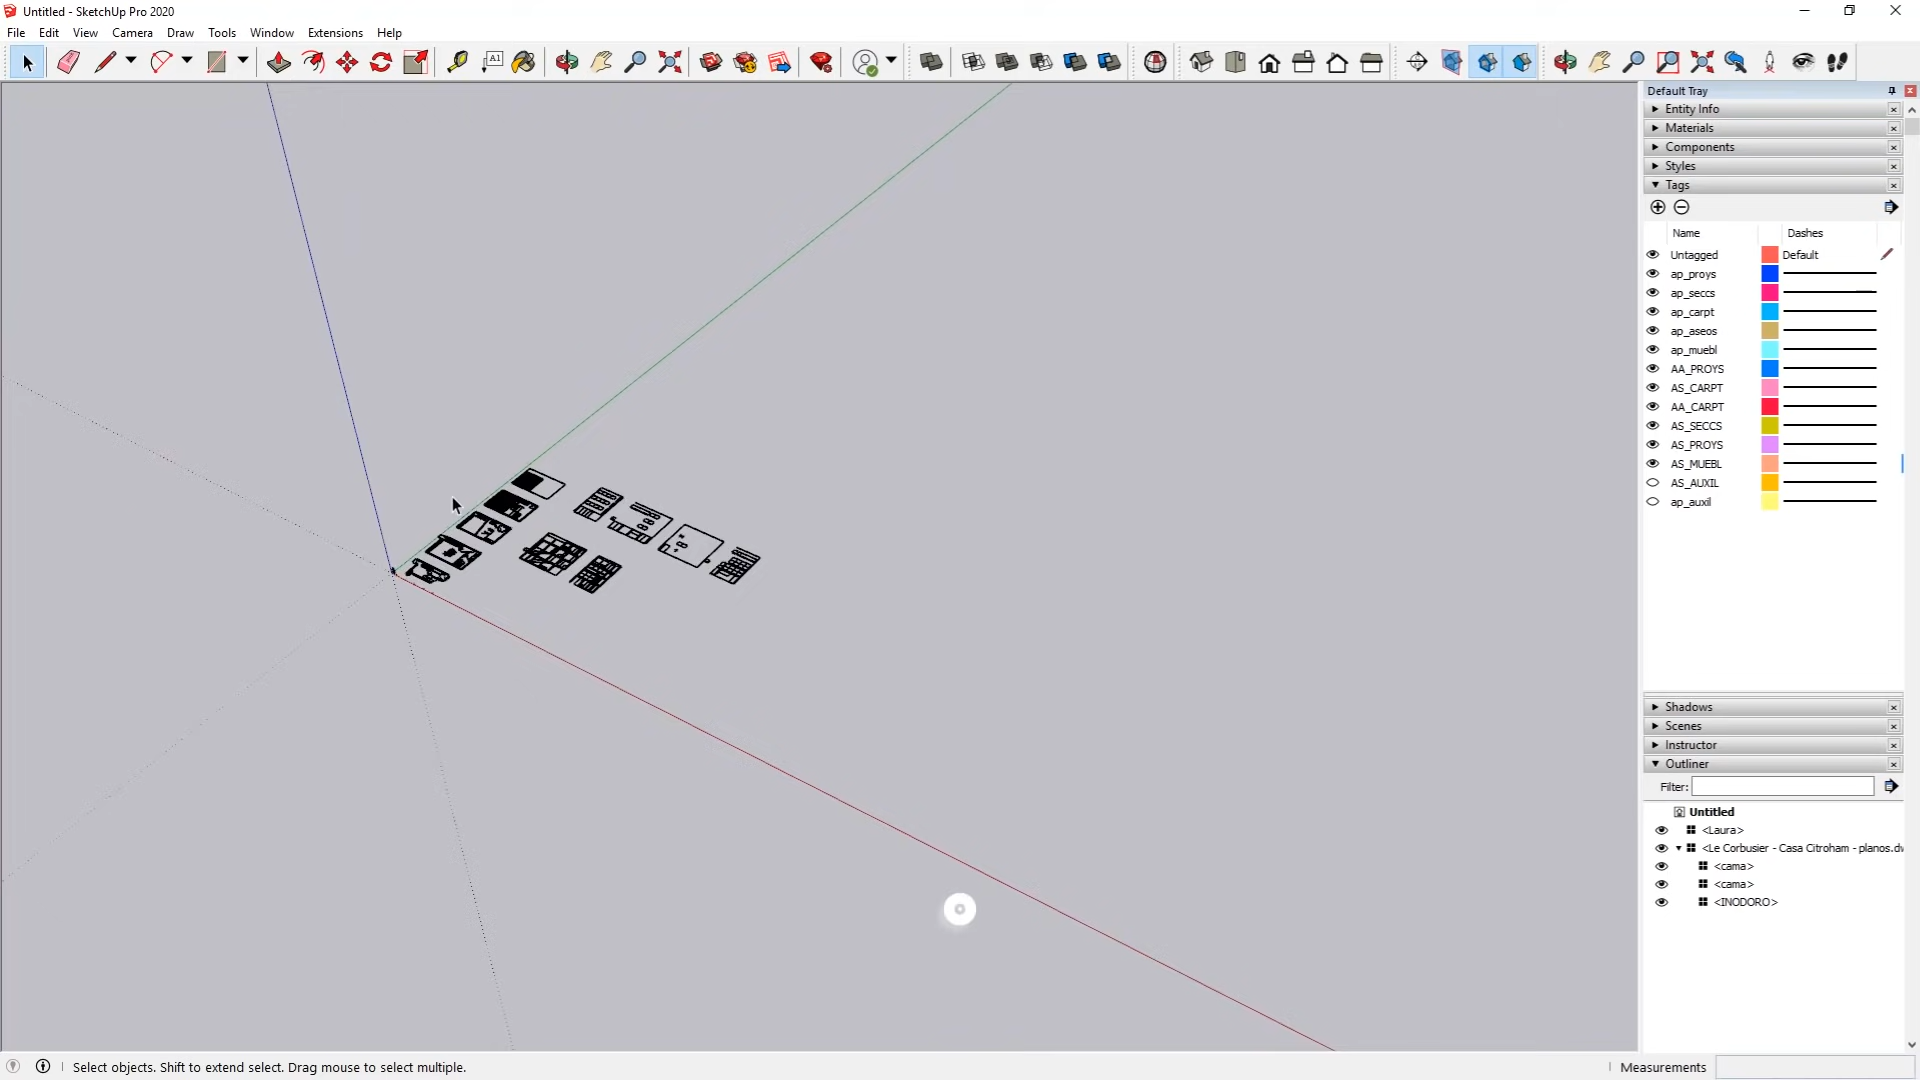 Untitled - SketchUp Pro 2020
File Edit View Camera Draw Tools Window Extensions Help
A1
Default Tray
Entity Info
Materials
Components
Styles
Tags
Name Dashes
Untagged Default
ap_proys
ap_seccs
ap_carpt
ap_aseos
ap_muebl
AA_PROYS
AS_CARPT
AA_CARPT
AS_SECCS
AS_PROYS
AS_MUEBL
AS_AUXIL
ap_auxil
Shadows
Scenes
Instructor
Outliner
Filter:
Untitled
<Laura>
<Le Corbusier - Casa Citroham - planos.dw
<cama>
<cama>
<INODORO>
Select objects. Shift to extend select. Drag mouse to select multiple.
Measurements